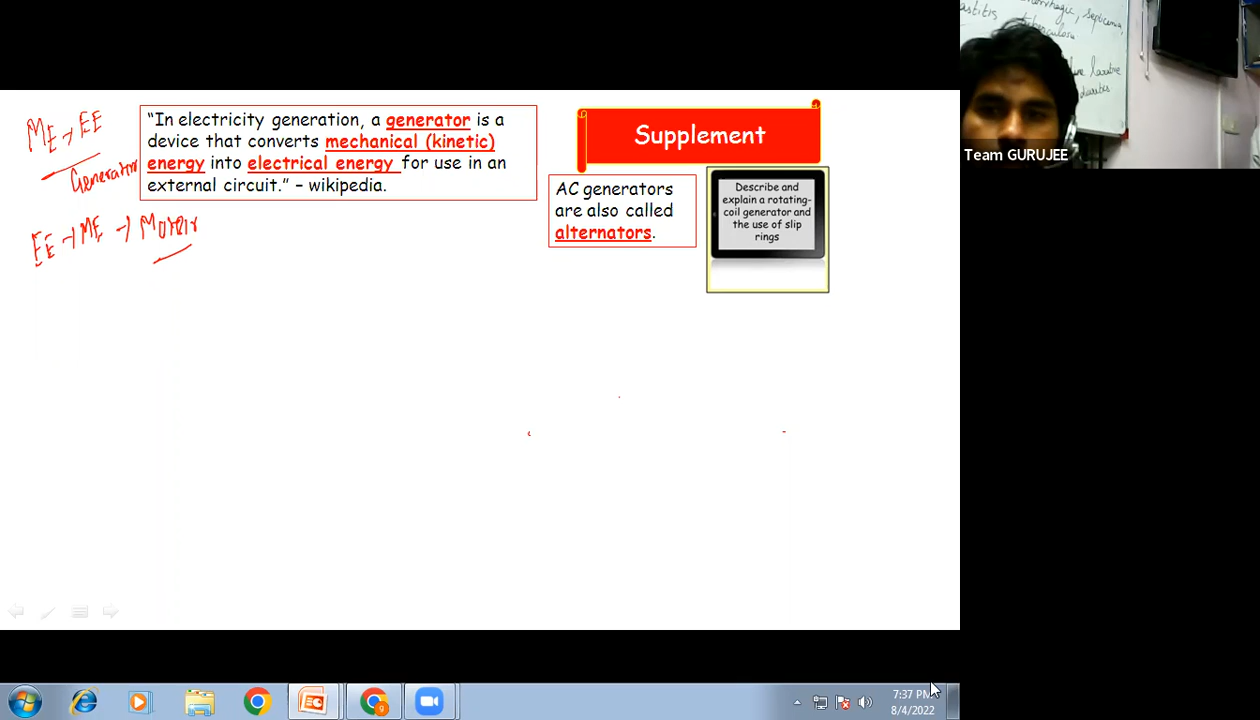 ME → EE
Generator
EE → ME → Motor
“In electricity generation, a generator is a
device that converts mechanical (kinetic)
energy into electrical energy for use in an
external circuit.” – wikipedia.
Supplement
AC generators
are also called
alternators.
Describe and
explain a rotating-
coil generator and
the use of slip
rings
septicemia,
Team GURUJEE
7:37 PM
8/4/2022